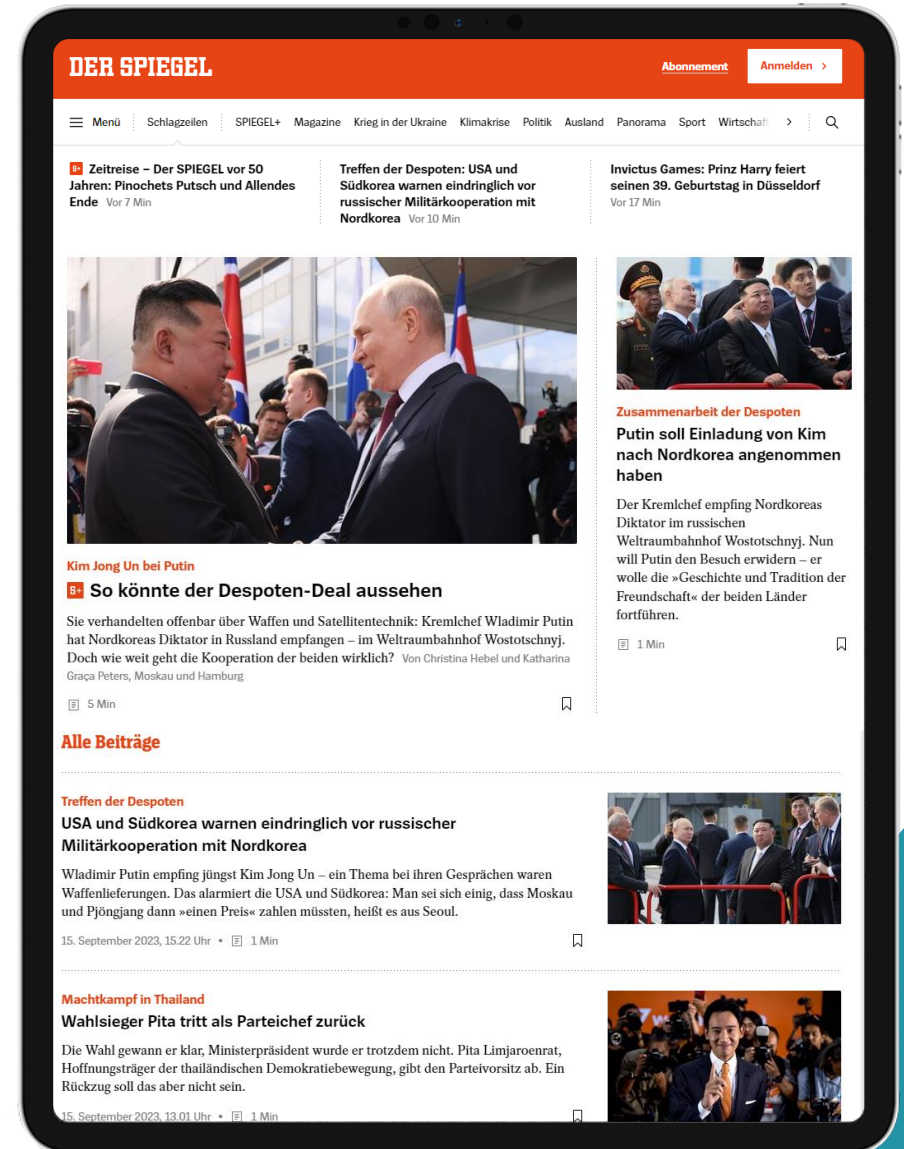 DER SPIEGEL
Abonnement
Anmelden >
Menü
Schlagzeilen
SPIEGEL+ Magazine Krieg in der Ukraine Klimakrise Politik Ausland Panorama Sport Wirtschaft >
S+ Zeitreise – Der SPIEGEL vor 50
Jahren: Pinochets Putsch und Allendes
Ende Vor 7 Min
Treffen der Despoten: USA und
Südkorea warnen eindringlich vor
russischer Militärkooperation mit
Nordkorea Vor 10 Min
Invictus Games: Prinz Harry feiert
seinen 39. Geburtstag in Düsseldorf
Vor 17 Min
Kim Jong Un bei Putin
S+ So könnte der Despoten-Deal aussehen
Sie verhandelten offenbar über Waffen und Satellitentechnik: Kremlchef Wladimir Putin
hat Nordkoreas Diktator in Russland empfangen – im Weltraumbahnhof Wostotschnyj.
Doch wie weit geht die Kooperation der beiden wirklich? Von Christina Hebel und Katharina
Graça Peters, Moskau und Hamburg
5 Min
Zusammenarbeit der Despoten
Putin soll Einladung von Kim
nach Nordkorea angenommen
haben
Der Kremlchef empfing Nordkoreas
Diktator im russischen
Weltraumbahnhof Wostotschnyj. Nun
will Putin den Besuch erwidern – er
wolle die »Geschichte und Tradition der
Freundschaft« der beiden Länder
fortführen.
1 Min
Alle Beiträge
Treffen der Despoten
USA und Südkorea warnen eindringlich vor russischer
Militärkooperation mit Nordkorea
Wladimir Putin empfing jüngst Kim Jong Un – ein Thema bei ihren Gesprächen waren
Waffenlieferungen. Das alarmiert die USA und Südkorea: Man sei sich einig, dass Moskau
und Pjöngjang dann »einen Preis« zahlen müssten, heißt es aus Seoul.
15. September 2023, 15.22 Uhr • 1 Min
Machtkampf in Thailand
Wahlsieger Pita tritt als Parteichef zurück
Die Wahl gewann er klar, Ministerpräsident wurde er trotzdem nicht. Pita Limjaroenrat,
Hoffnungsträger der thailändischen Demokratiebewegung, gibt den Parteivorsitz ab. Ein
Rückzug soll das aber nicht sein.
15. September 2023, 13.01 Uhr • 1 Min